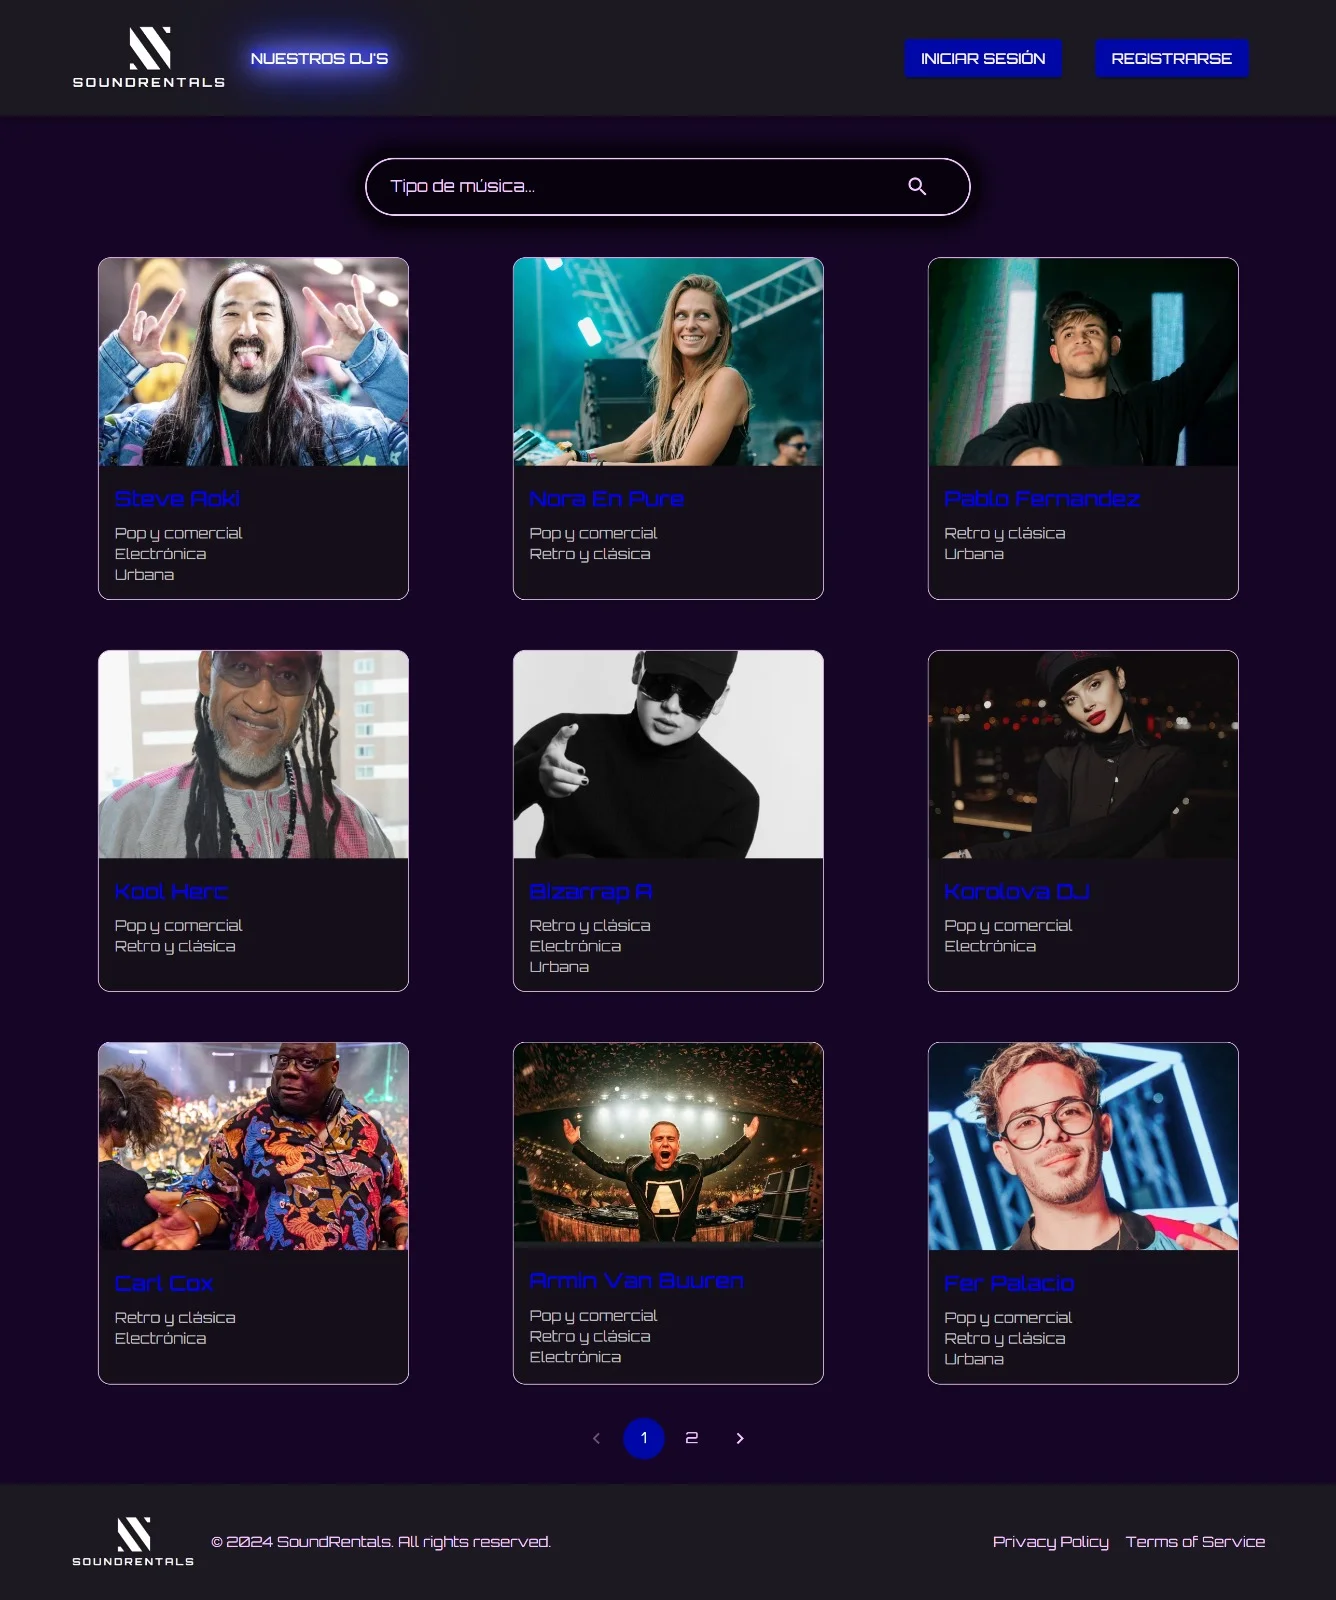 SOUNDRENTALS
NUESTROS DJ'S
INICIAR SESIÓN
REGISTRARSE
Tipo de música...
Steve Aoki
Pop y comercial
Electrónica
Urbana
Nora En Pure
Pop y comercial
Retro y clásica
Pablo Fernandez
Retro y clásica
Urbana
Kool Herc
Pop y comercial
Retro y clásica
Bizarrap R
Retro y clásica
Electrónica
Urbana
Korolova DJ
Pop y comercial
Electrónica
Carl Cox
Retro y clásica
Electrónica
Armin Van Buuren
Pop y comercial
Retro y clásica
Electrónica
Fer Palacio
Pop y comercial
Retro y clásica
Urbana
1
2
SOUNDRENTALS
© 2024 SoundRentals. All rights reserved.
Privacy Policy
Terms of Service